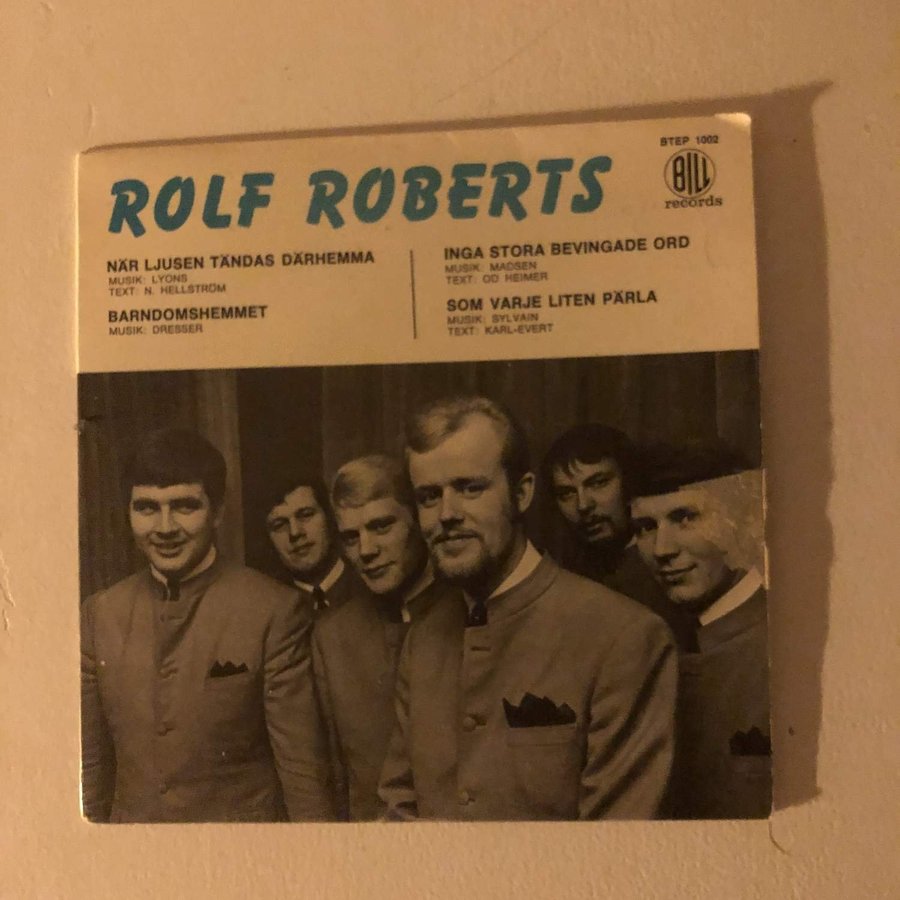 BTEP 1002
BILL
records
ROLF ROBERTS
NÄR LJUSEN TÄNDAS DÄRHEMMA
MUSIK: LYONS
TEXT: N. HELLSTRÖM
BARNDOMSHEMMET
MUSIK: DRESSER
INGA STORA BEVINGADE ORD
MUSIK: MADSEN
TEXT: OD HEIMER
SOM VARJE LITEN PÄRLA
MUSIK: SYLVAIN
TEXT: KARL-EVERT